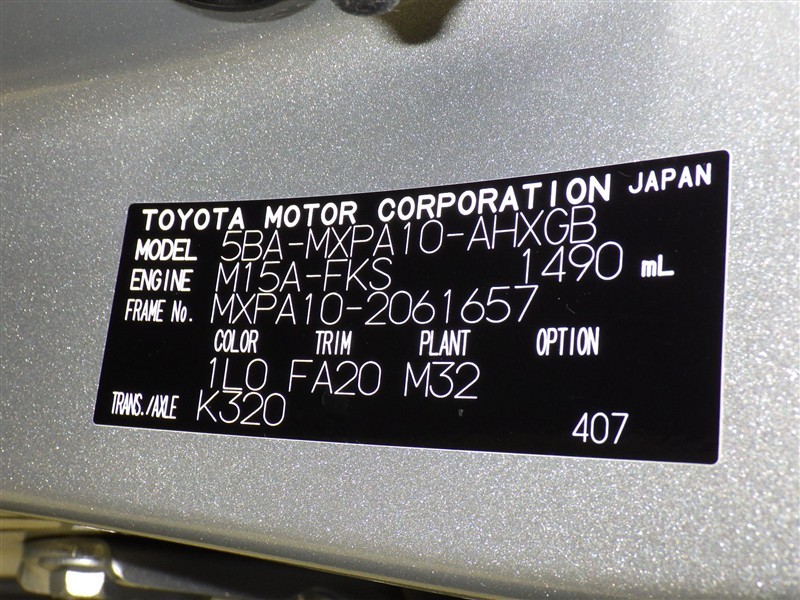 TOYOTA MOTOR CORPORATION JAPAN
MODEL 5BA-MXPA10-AHXGB
ENGINE M15A-FKS 1490 mL
FRAME No. MXPA10-2061657
COLOR TRIM PLANT OPTION
1L0 FA20 M32
TRANS./AXLE K320
407